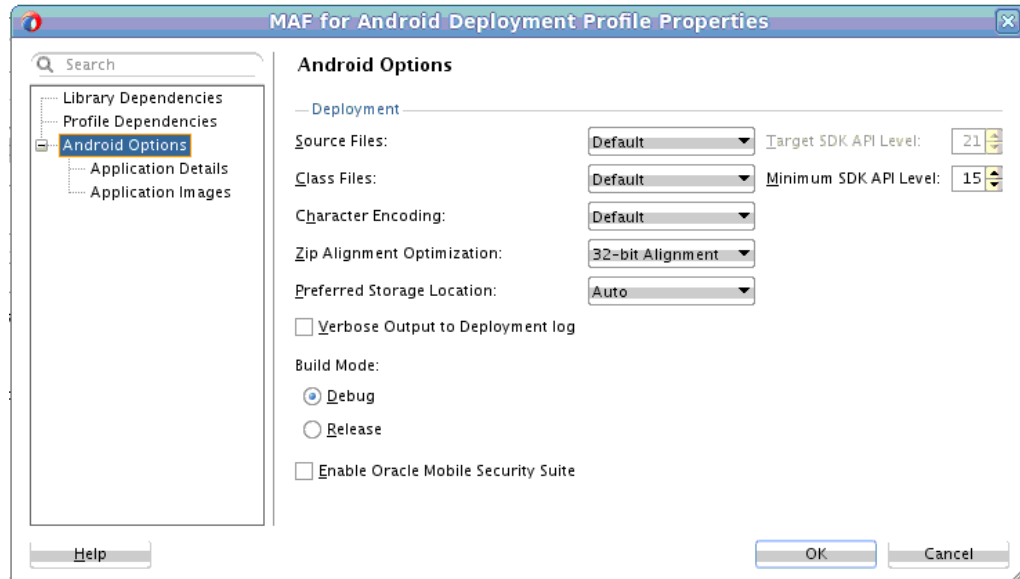 MAF for Android Deployment Profile Properties
Search
Library Dependencies
Profile Dependencies
Android Options
Application Details
Application Images
Android Options
Deployment
Source Files: Default Target SDK API Level: 21
Class Files: Default Minimum SDK API Level: 15
Character Encoding: Default
Zip Alignment Optimization: 32-bit Alignment
Preferred Storage Location: Auto
Verbose Output to Deployment log
Build Mode:
Debug
Release
Enable Oracle Mobile Security Suite
Help OK Cancel